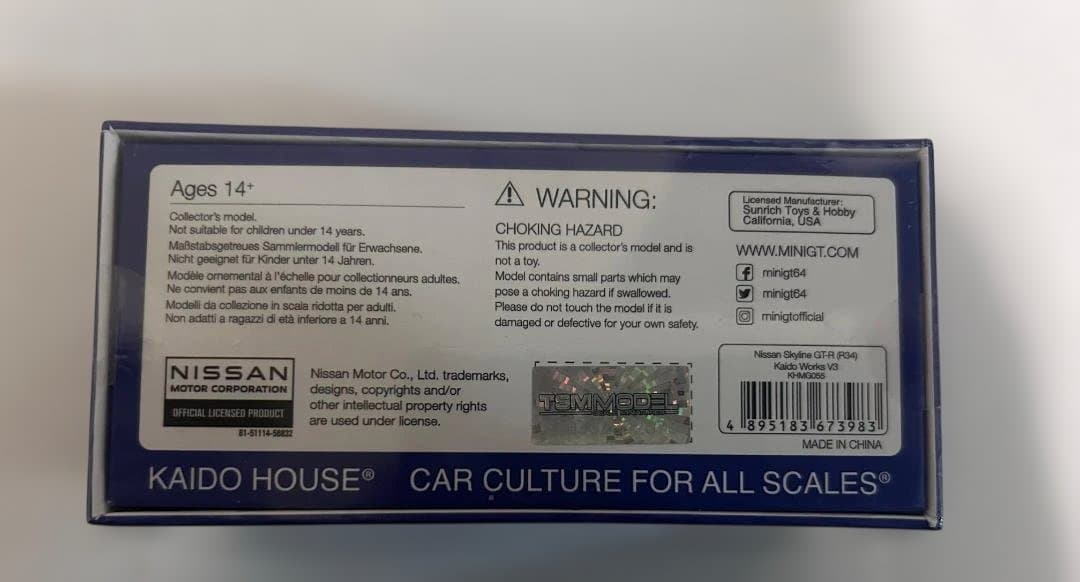 Ages 14+
Collector's model.
Not suitable for children under 14 years.
Maßstabsgetreues Sammlermodell für Erwachsene.
Nicht geeignet für Kinder unter 14 Jahren.
Modèle ornemental à l'échelle pour collectionneurs adultes.
Ne convient pas aux enfants de moins de 14 ans.
Modelli da collezione in scala ridotta per adulti.
Non adatti a ragazzi di età inferiore a 14 anni.
WARNING:
CHOKING HAZARD
This product is a collector's model and is
not a toy.
Model contains small parts which may
pose a choking hazard if swallowed.
Please do not touch the model if it is
damaged or defective for your own safety.
Licensed Manufacturer:
Sunrich Toys & Hobby
California, USA
WWW.MINIGT.COM
minigt64
minigt64
minigtofficial
NISSAN
MOTOR CORPORATION
OFFICIAL LICENSED PRODUCT
Nissan Motor Co., Ltd. trademarks,
designs, copyrights and/or
other intellectual property rights
are used under license.
TSM MODEL
Nissan Skyline GT-R (R34)
Kaido Works V3
KHMG055
4 895183 673983
MADE IN CHINA
KAIDO HOUSE® CAR CULTURE FOR ALL SCALES®